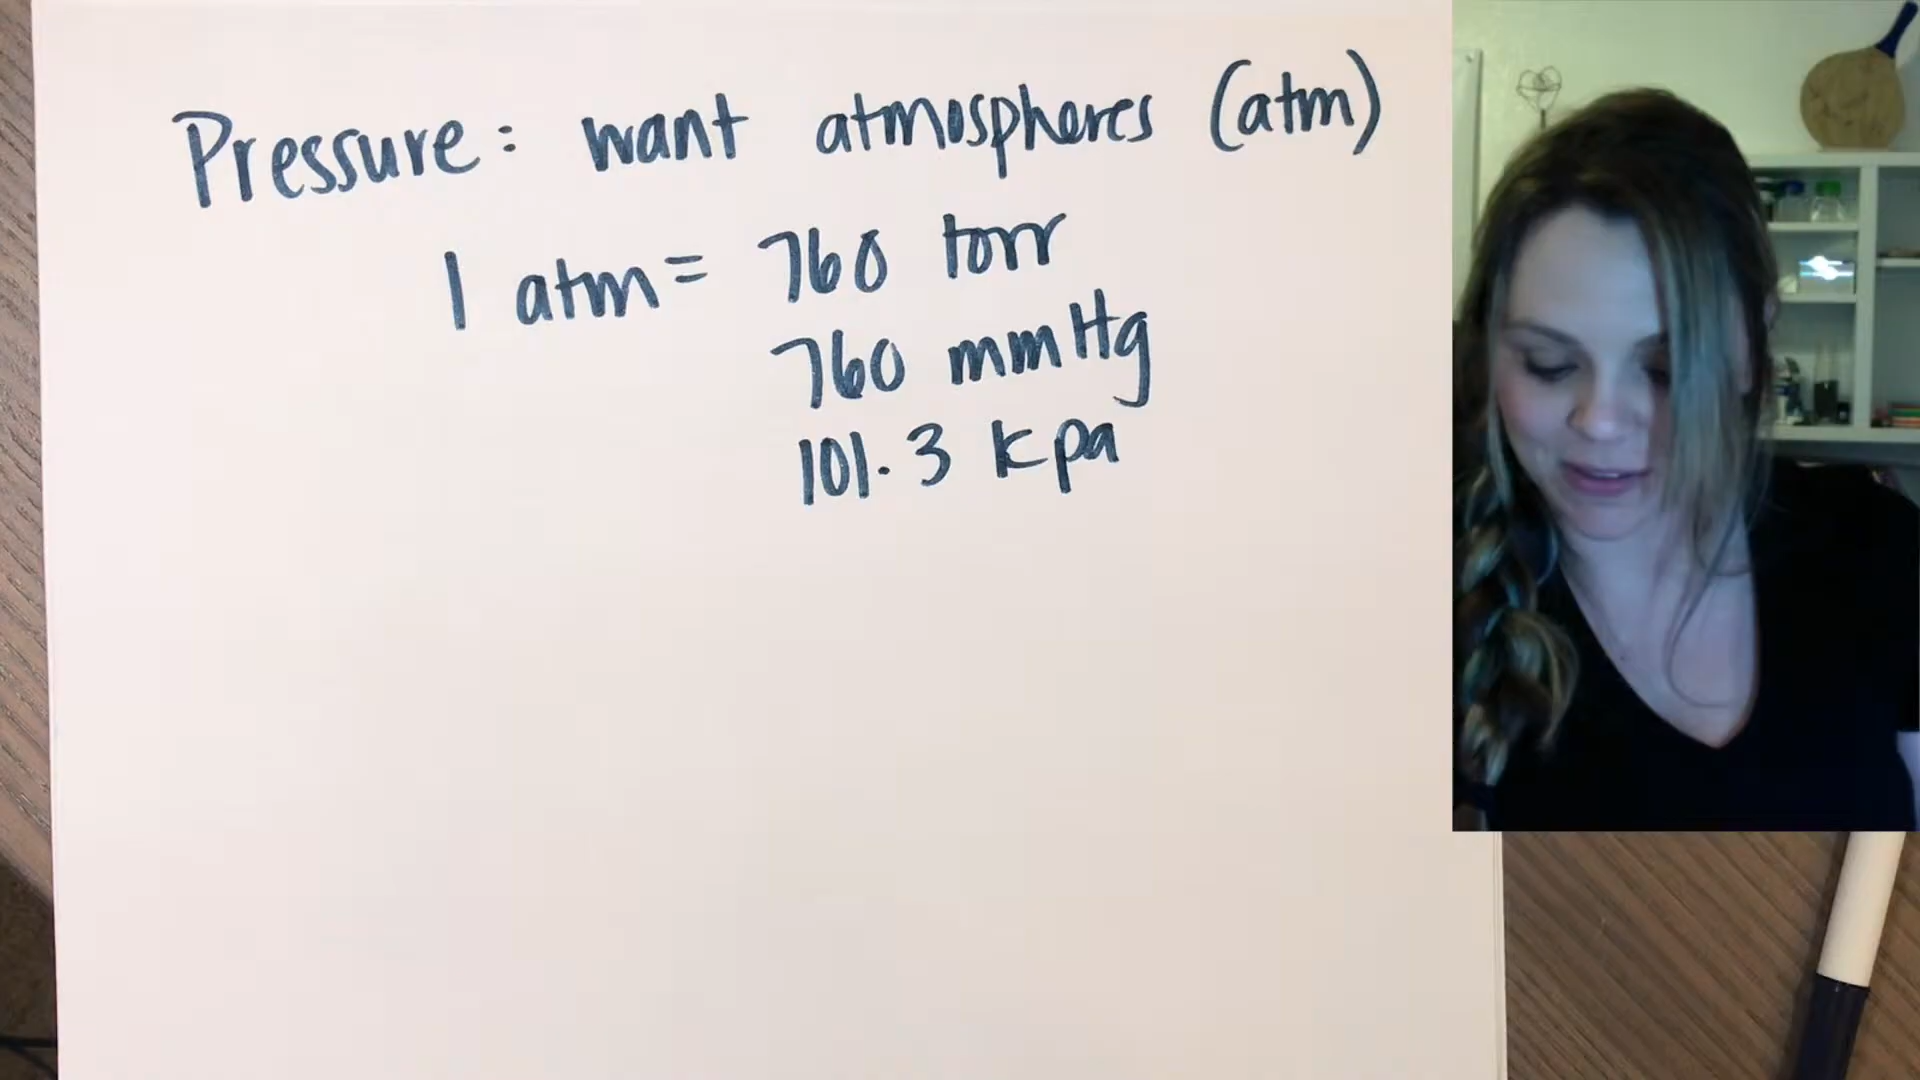 Pressure: want atmospheres (atm)
1 atm = 760 torr
760 mmHg
101.3 kpa